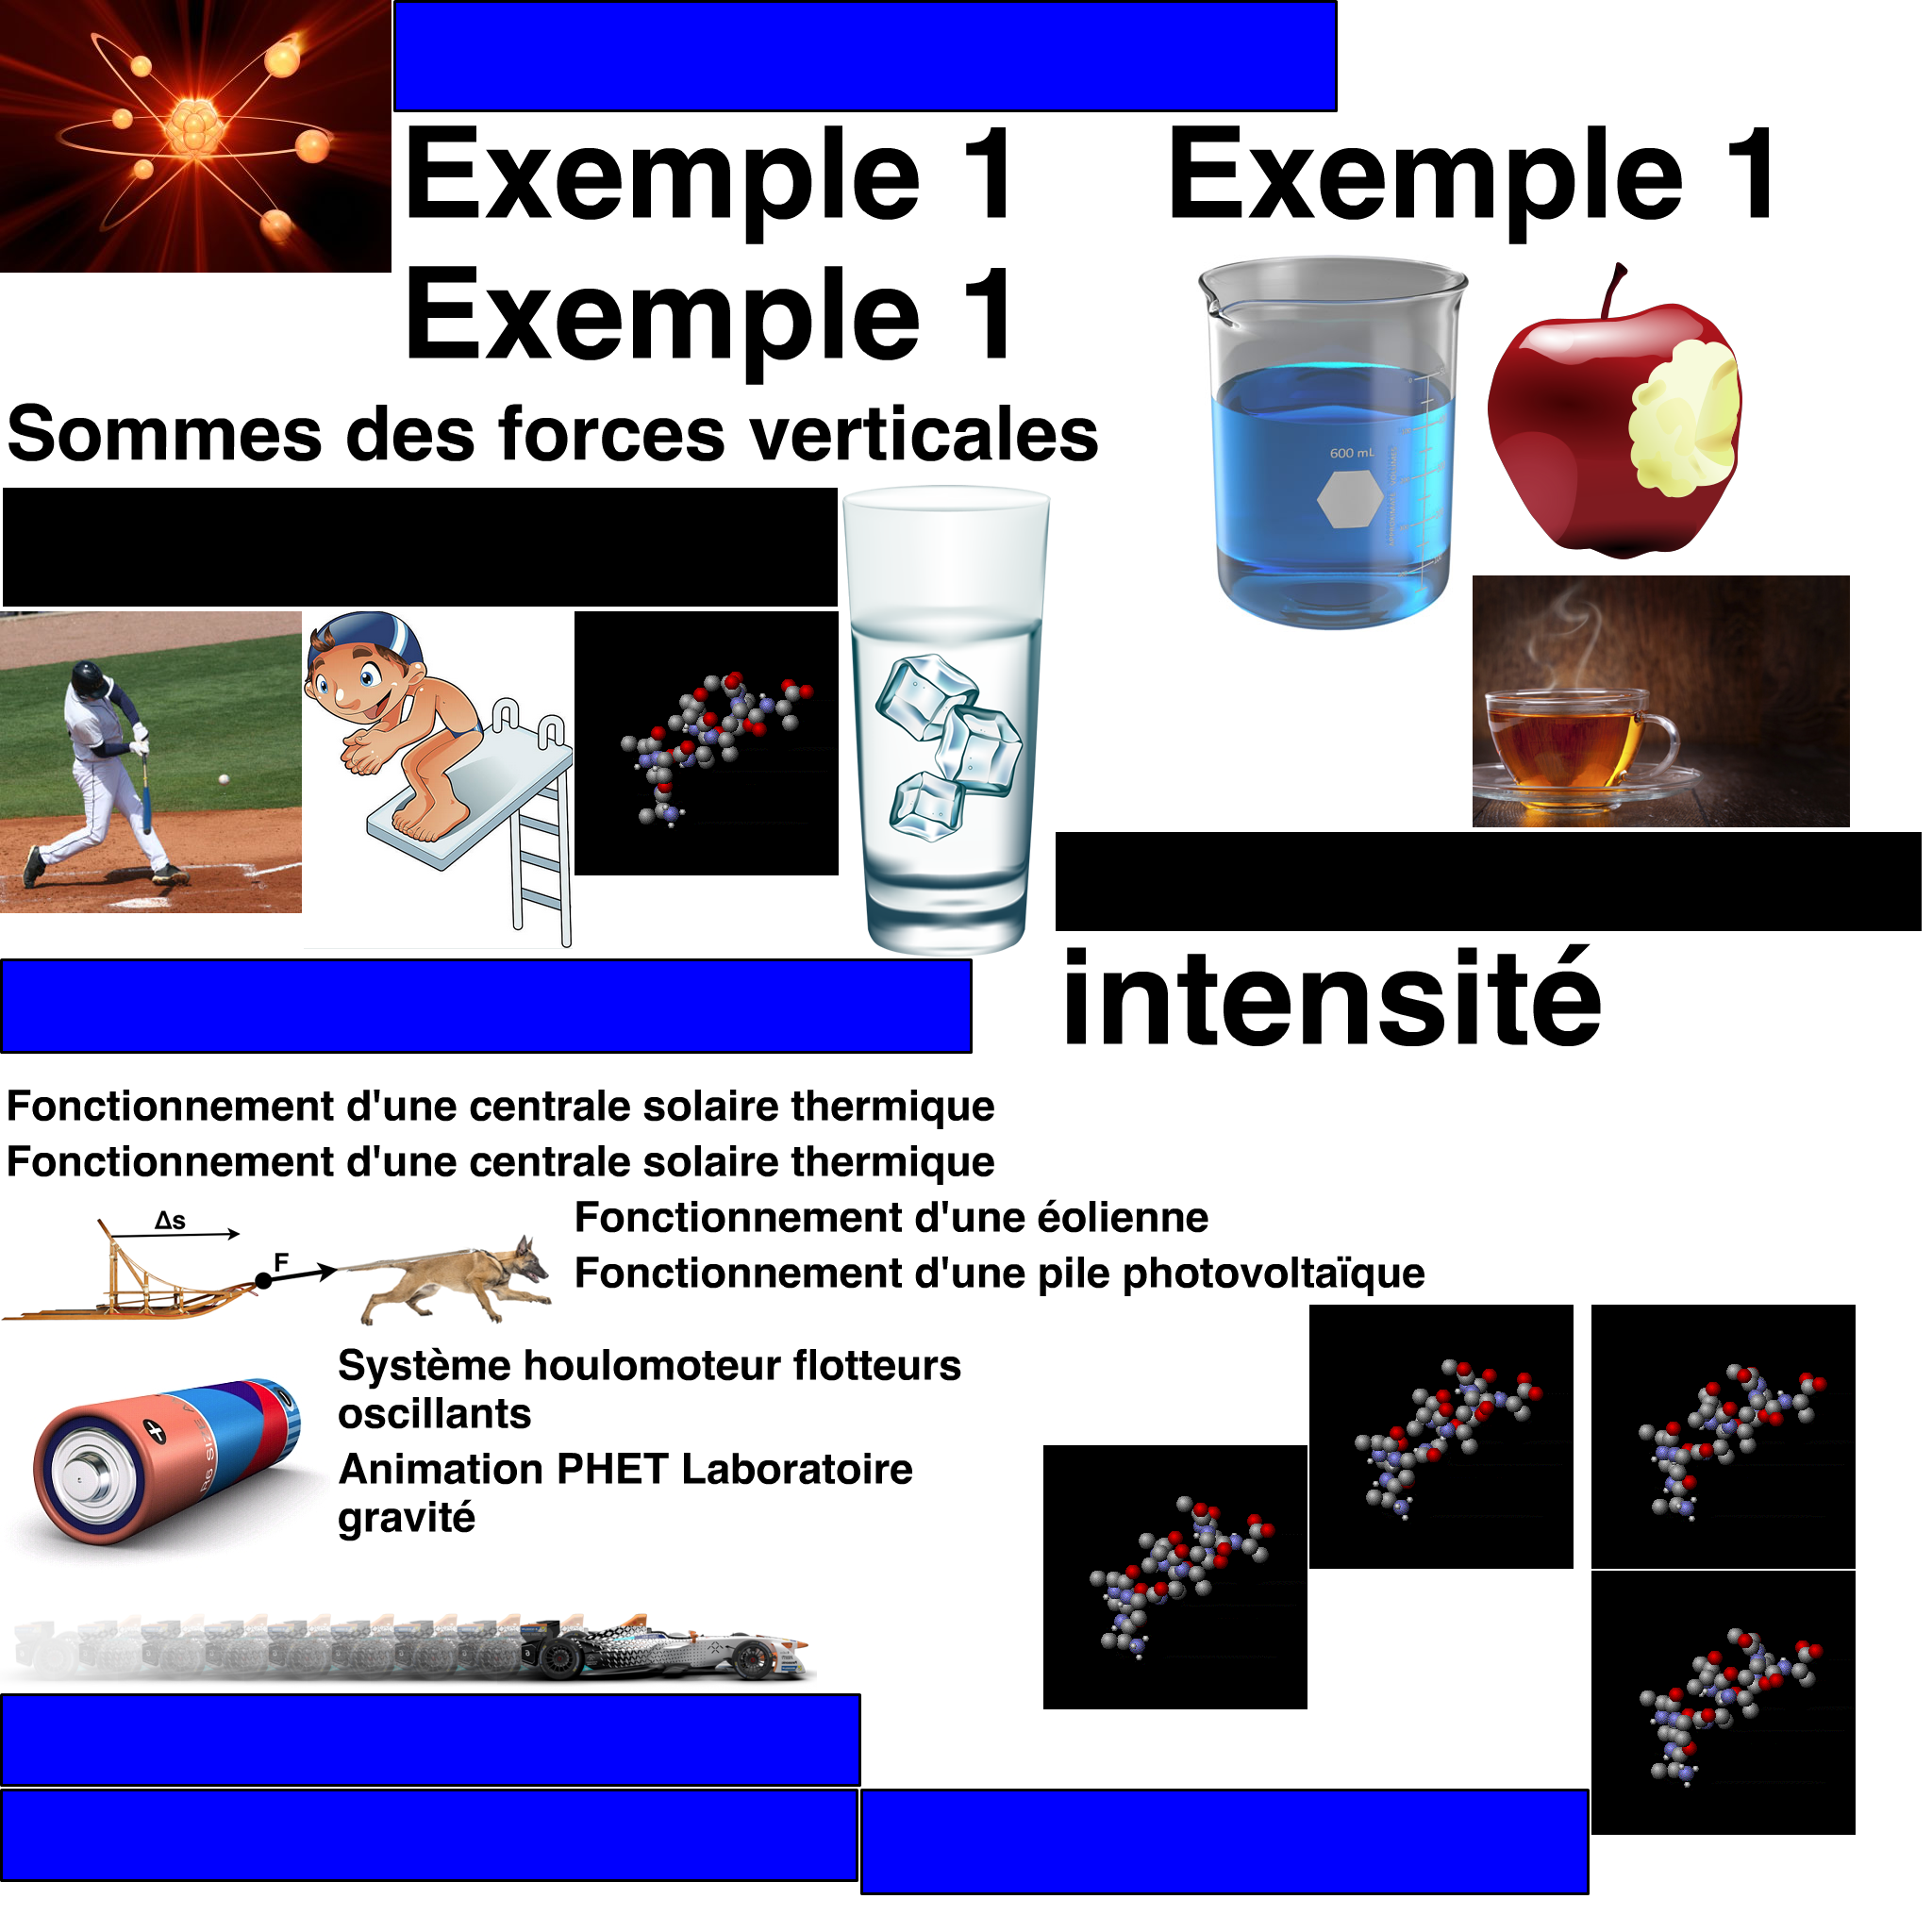 Exemple 1
Exemple 1
Exemple 1
Sommes des forces verticales
600 mL
intensité
Fonctionnement d'une centrale solaire thermique
Fonctionnement d'une centrale solaire thermique
Δs
F
Fonctionnement d'une éolienne
Fonctionnement d'une pile photovoltaïque
Système houlomoteur flotteurs
oscillants
Animation PHET Laboratoire
gravité